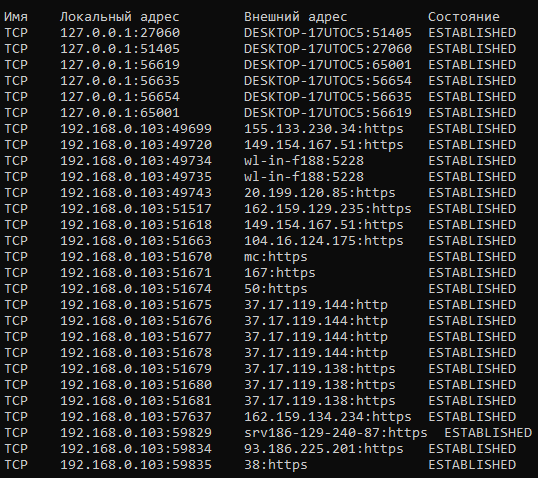 Имя Локальный адрес Внешний адрес Состояние
TCP 127.0.0.1:27060 DESKTOP-17UTOC5:51405 ESTABLISHED
TCP 127.0.0.1:51405 DESKTOP-17UTOC5:27060 ESTABLISHED
TCP 127.0.0.1:56619 DESKTOP-17UTOC5:65001 ESTABLISHED
TCP 127.0.0.1:56635 DESKTOP-17UTOC5:56654 ESTABLISHED
TCP 127.0.0.1:56654 DESKTOP-17UTOC5:56635 ESTABLISHED
TCP 127.0.0.1:65001 DESKTOP-17UTOC5:56619 ESTABLISHED
TCP 192.168.0.103:49699 155.133.230.34:https ESTABLISHED
TCP 192.168.0.103:49720 149.154.167.51:https ESTABLISHED
TCP 192.168.0.103:49734 wl-in-f188:5228 ESTABLISHED
TCP 192.168.0.103:49735 wl-in-f188:5228 ESTABLISHED
TCP 192.168.0.103:49743 20.199.120.85:https ESTABLISHED
TCP 192.168.0.103:51517 162.159.129.235:https ESTABLISHED
TCP 192.168.0.103:51618 149.154.167.51:https ESTABLISHED
TCP 192.168.0.103:51663 104.16.124.175:https ESTABLISHED
TCP 192.168.0.103:51670 mc:https ESTABLISHED
TCP 192.168.0.103:51671 167:https ESTABLISHED
TCP 192.168.0.103:51674 50:https ESTABLISHED
TCP 192.168.0.103:51675 37.17.119.144:http ESTABLISHED
TCP 192.168.0.103:51676 37.17.119.144:http ESTABLISHED
TCP 192.168.0.103:51677 37.17.119.144:http ESTABLISHED
TCP 192.168.0.103:51678 37.17.119.144:http ESTABLISHED
TCP 192.168.0.103:51679 37.17.119.138:https ESTABLISHED
TCP 192.168.0.103:51680 37.17.119.138:https ESTABLISHED
TCP 192.168.0.103:51681 37.17.119.138:https ESTABLISHED
TCP 192.168.0.103:57637 162.159.134.234:https ESTABLISHED
TCP 192.168.0.103:59829 srv186-129-240-87:https ESTABLISHED
TCP 192.168.0.103:59834 93.186.225.201:https ESTABLISHED
TCP 192.168.0.103:59835 38:https ESTABLISHED